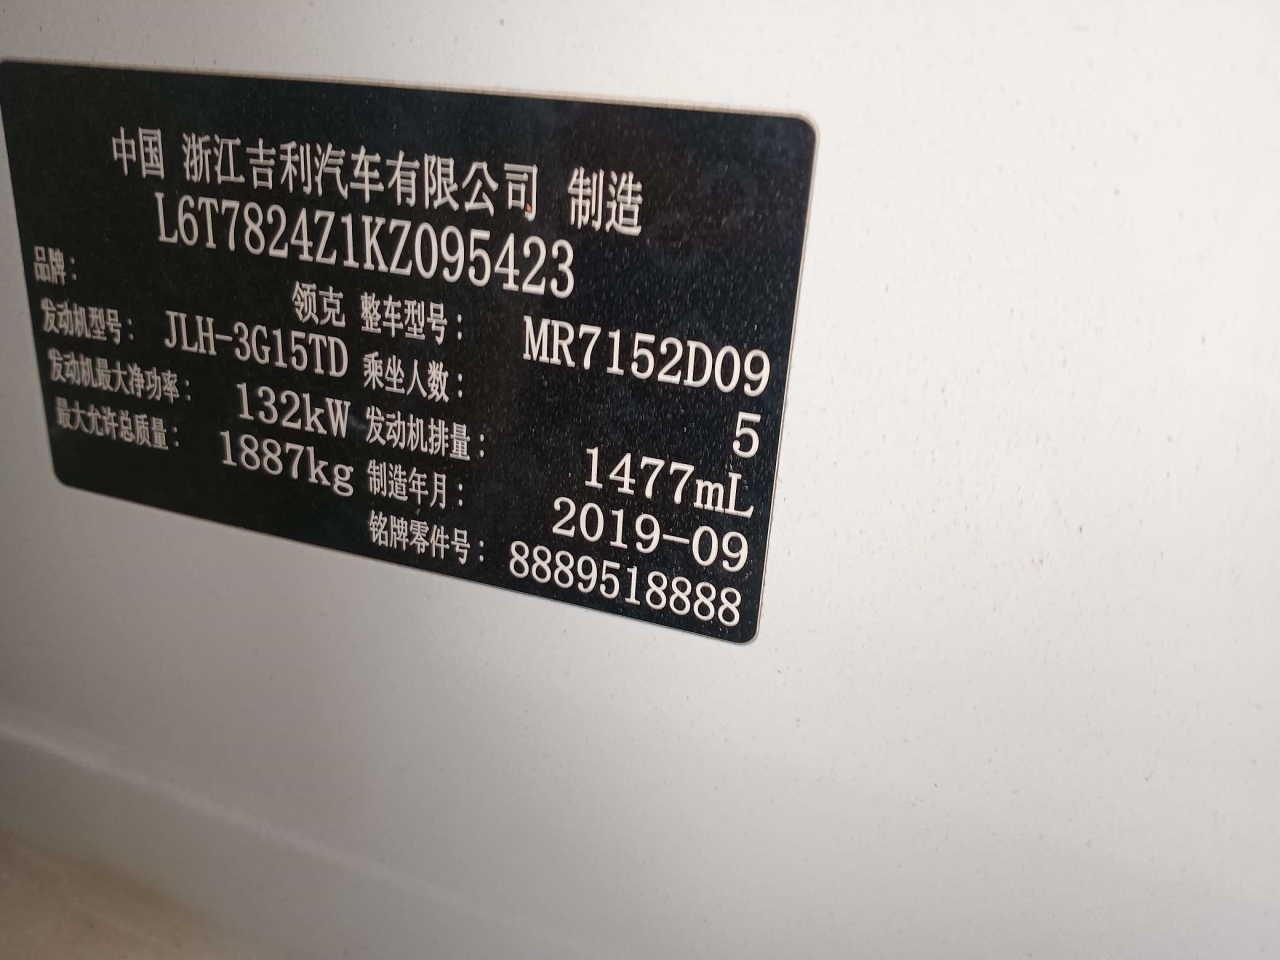 中国 浙江吉利汽车有限公司 制造
L6T7824Z1KZ095423
品牌： 领克 整车型号： MR7152D09
发动机型号： JLH-3G15TD 乘坐人数： 5
发动机最大净功率： 132kW 发动机排量： 1477mL
最大允许总质量： 1887kg 制造年月： 2019-09
铭牌零件号： 8889518888